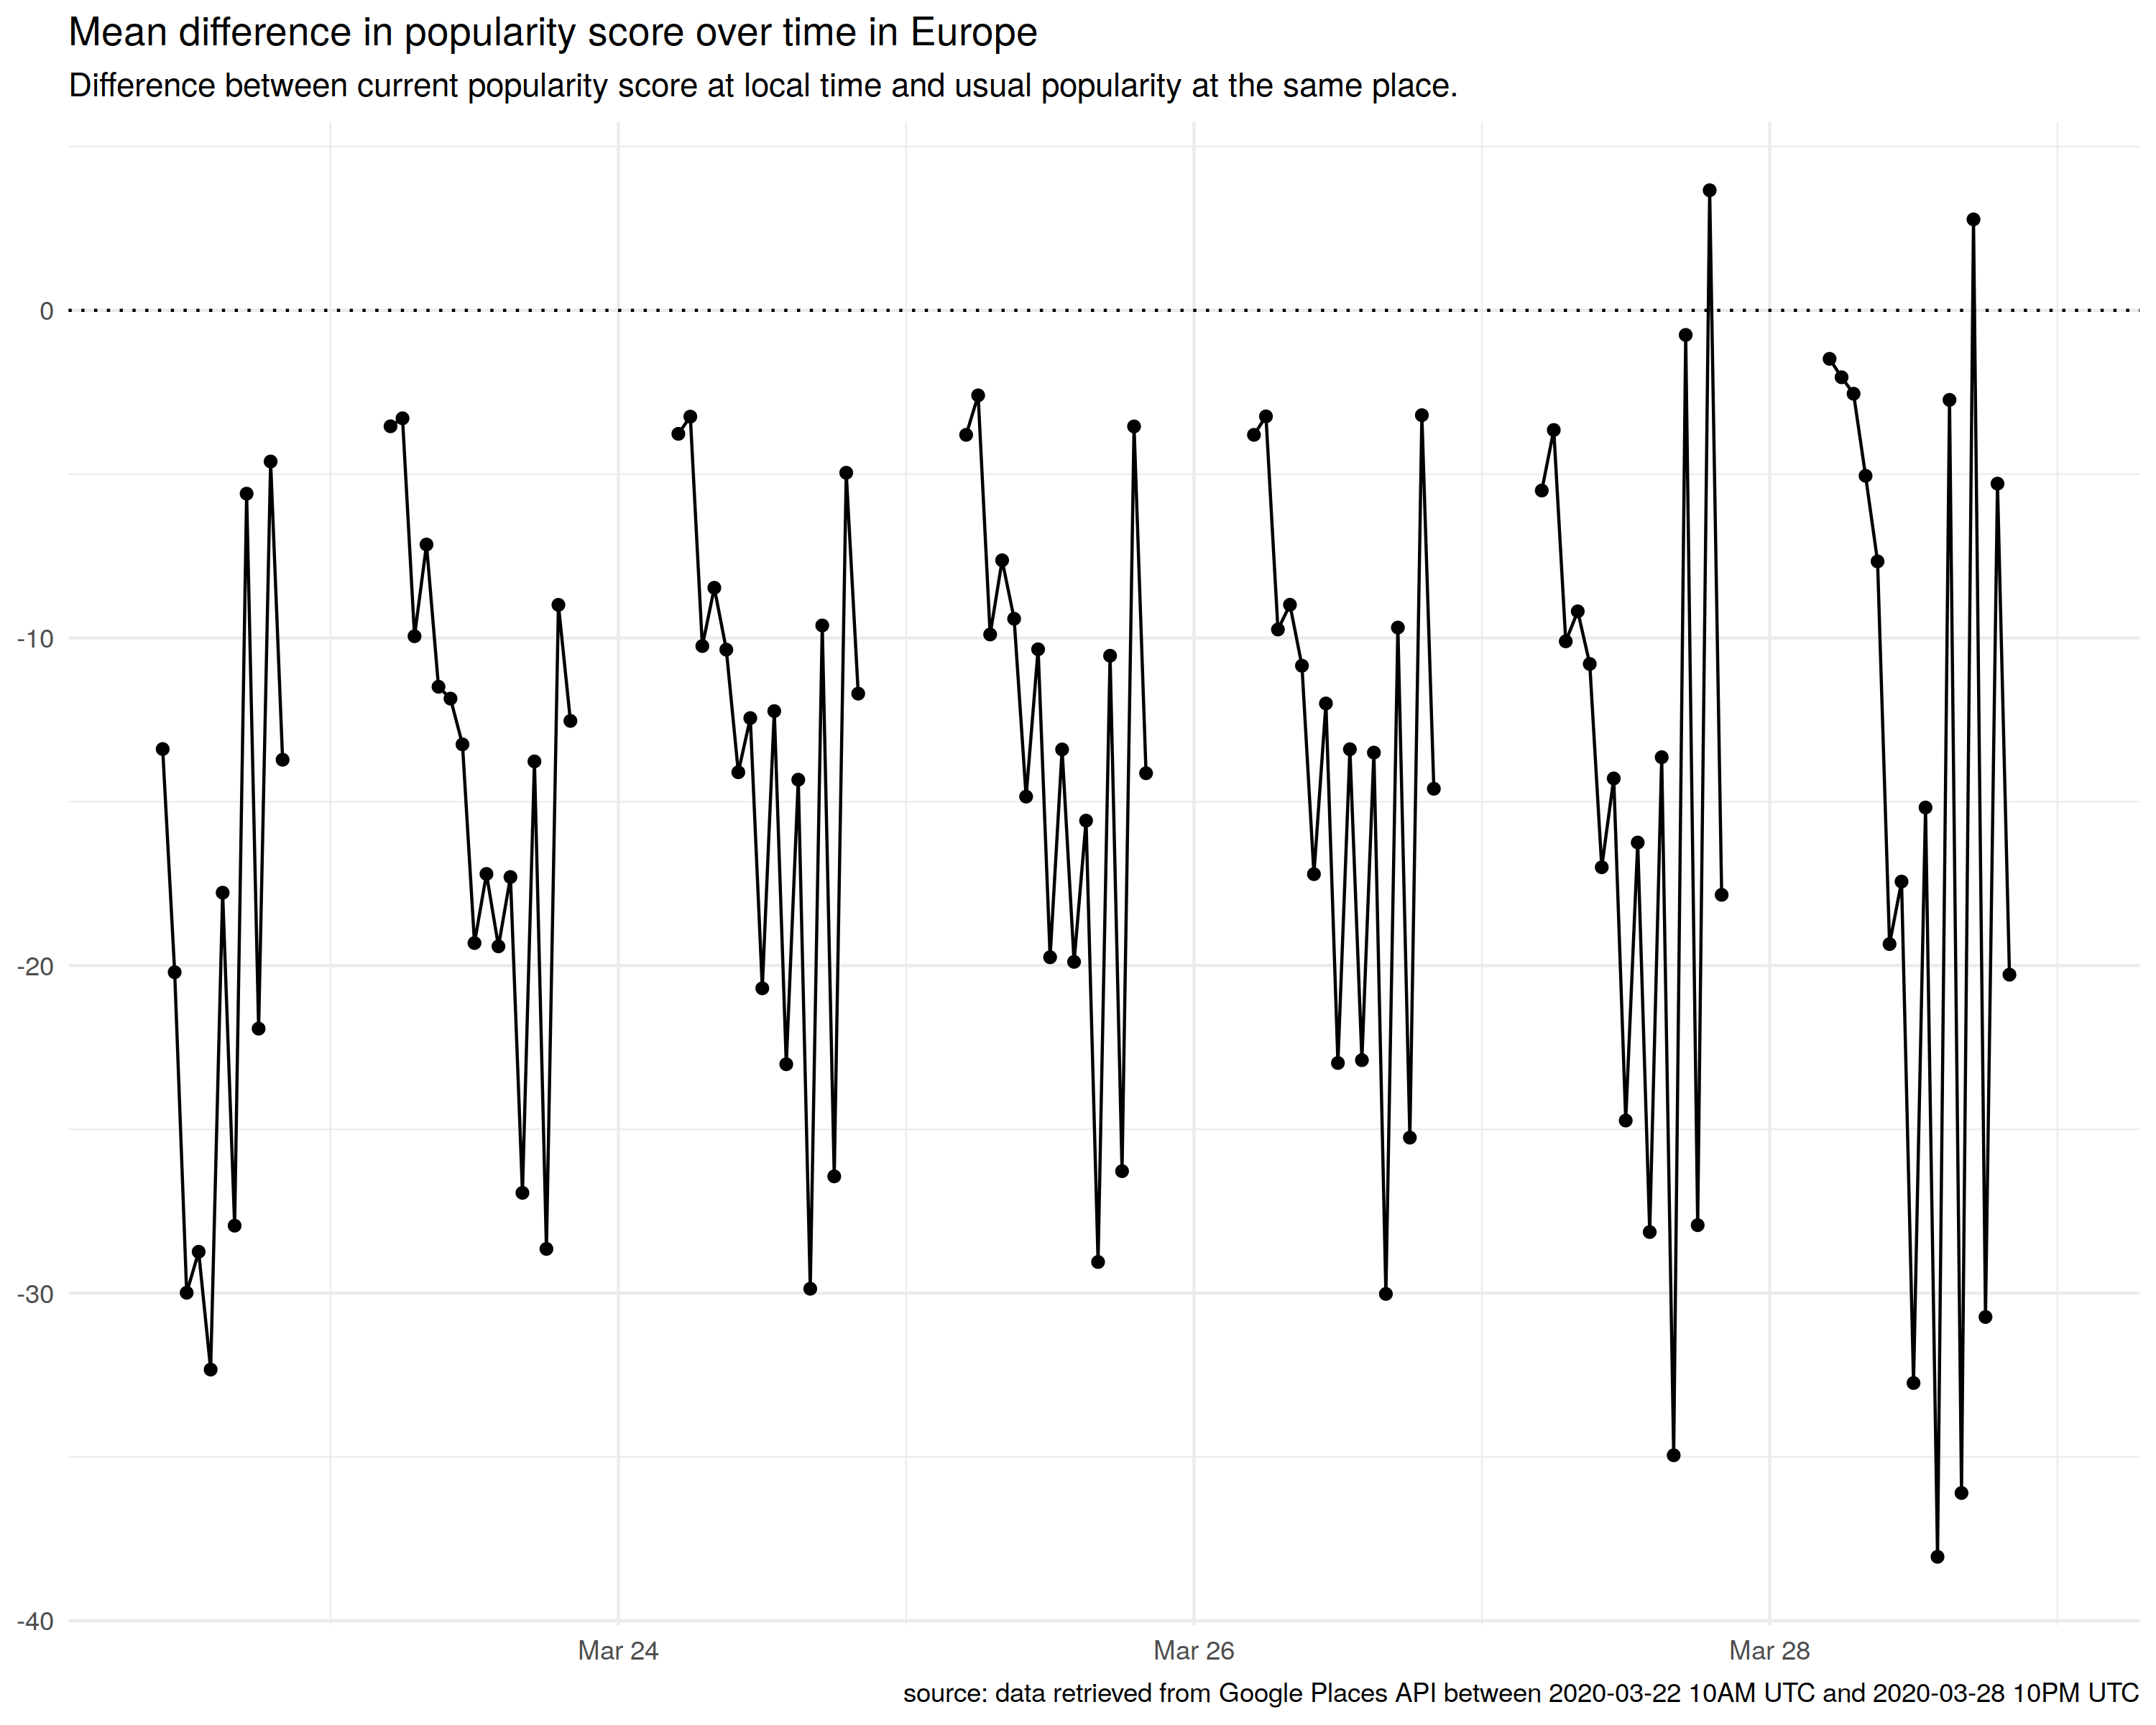 Mean difference in popularity score over time in Europe
Difference between current popularity score at local time and usual popularity at the same place.
0
-10
-20
-30
-40
Mar 24 Mar 26 Mar 28
source: data retrieved from Google Places API between 2020-03-22 10AM UTC and 2020-03-28 10PM UTC